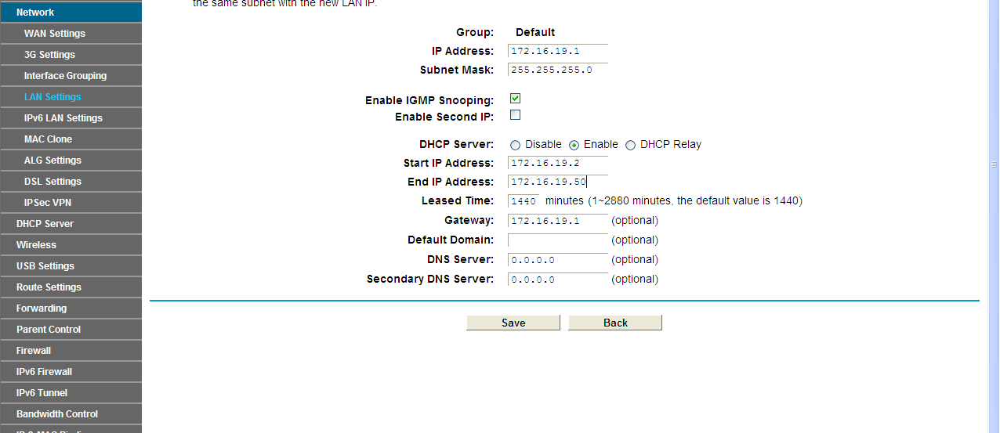 the same subnet with the new LAN IP.
Network
WAN Settings
3G Settings
Interface Grouping
LAN Settings
IPv6 LAN Settings
MAC Clone
ALG Settings
DSL Settings
IPSec VPN
DHCP Server
Wireless
USB Settings
Route Settings
Forwarding
Parent Control
Firewall
IPv6 Firewall
IPv6 Tunnel
Bandwidth Control
Group: Default
IP Address: 172.16.19.1
Subnet Mask: 255.255.255.0
Enable IGMP Snooping:
Enable Second IP:
DHCP Server: Disable Enable DHCP Relay
Start IP Address: 172.16.19.2
End IP Address: 172.16.19.50
Leased Time: 1440 minutes (1~2880 minutes, the default value is 1440)
Gateway: 172.16.19.1 (optional)
Default Domain: (optional)
DNS Server: 0.0.0.0 (optional)
Secondary DNS Server: 0.0.0.0 (optional)
Save Back